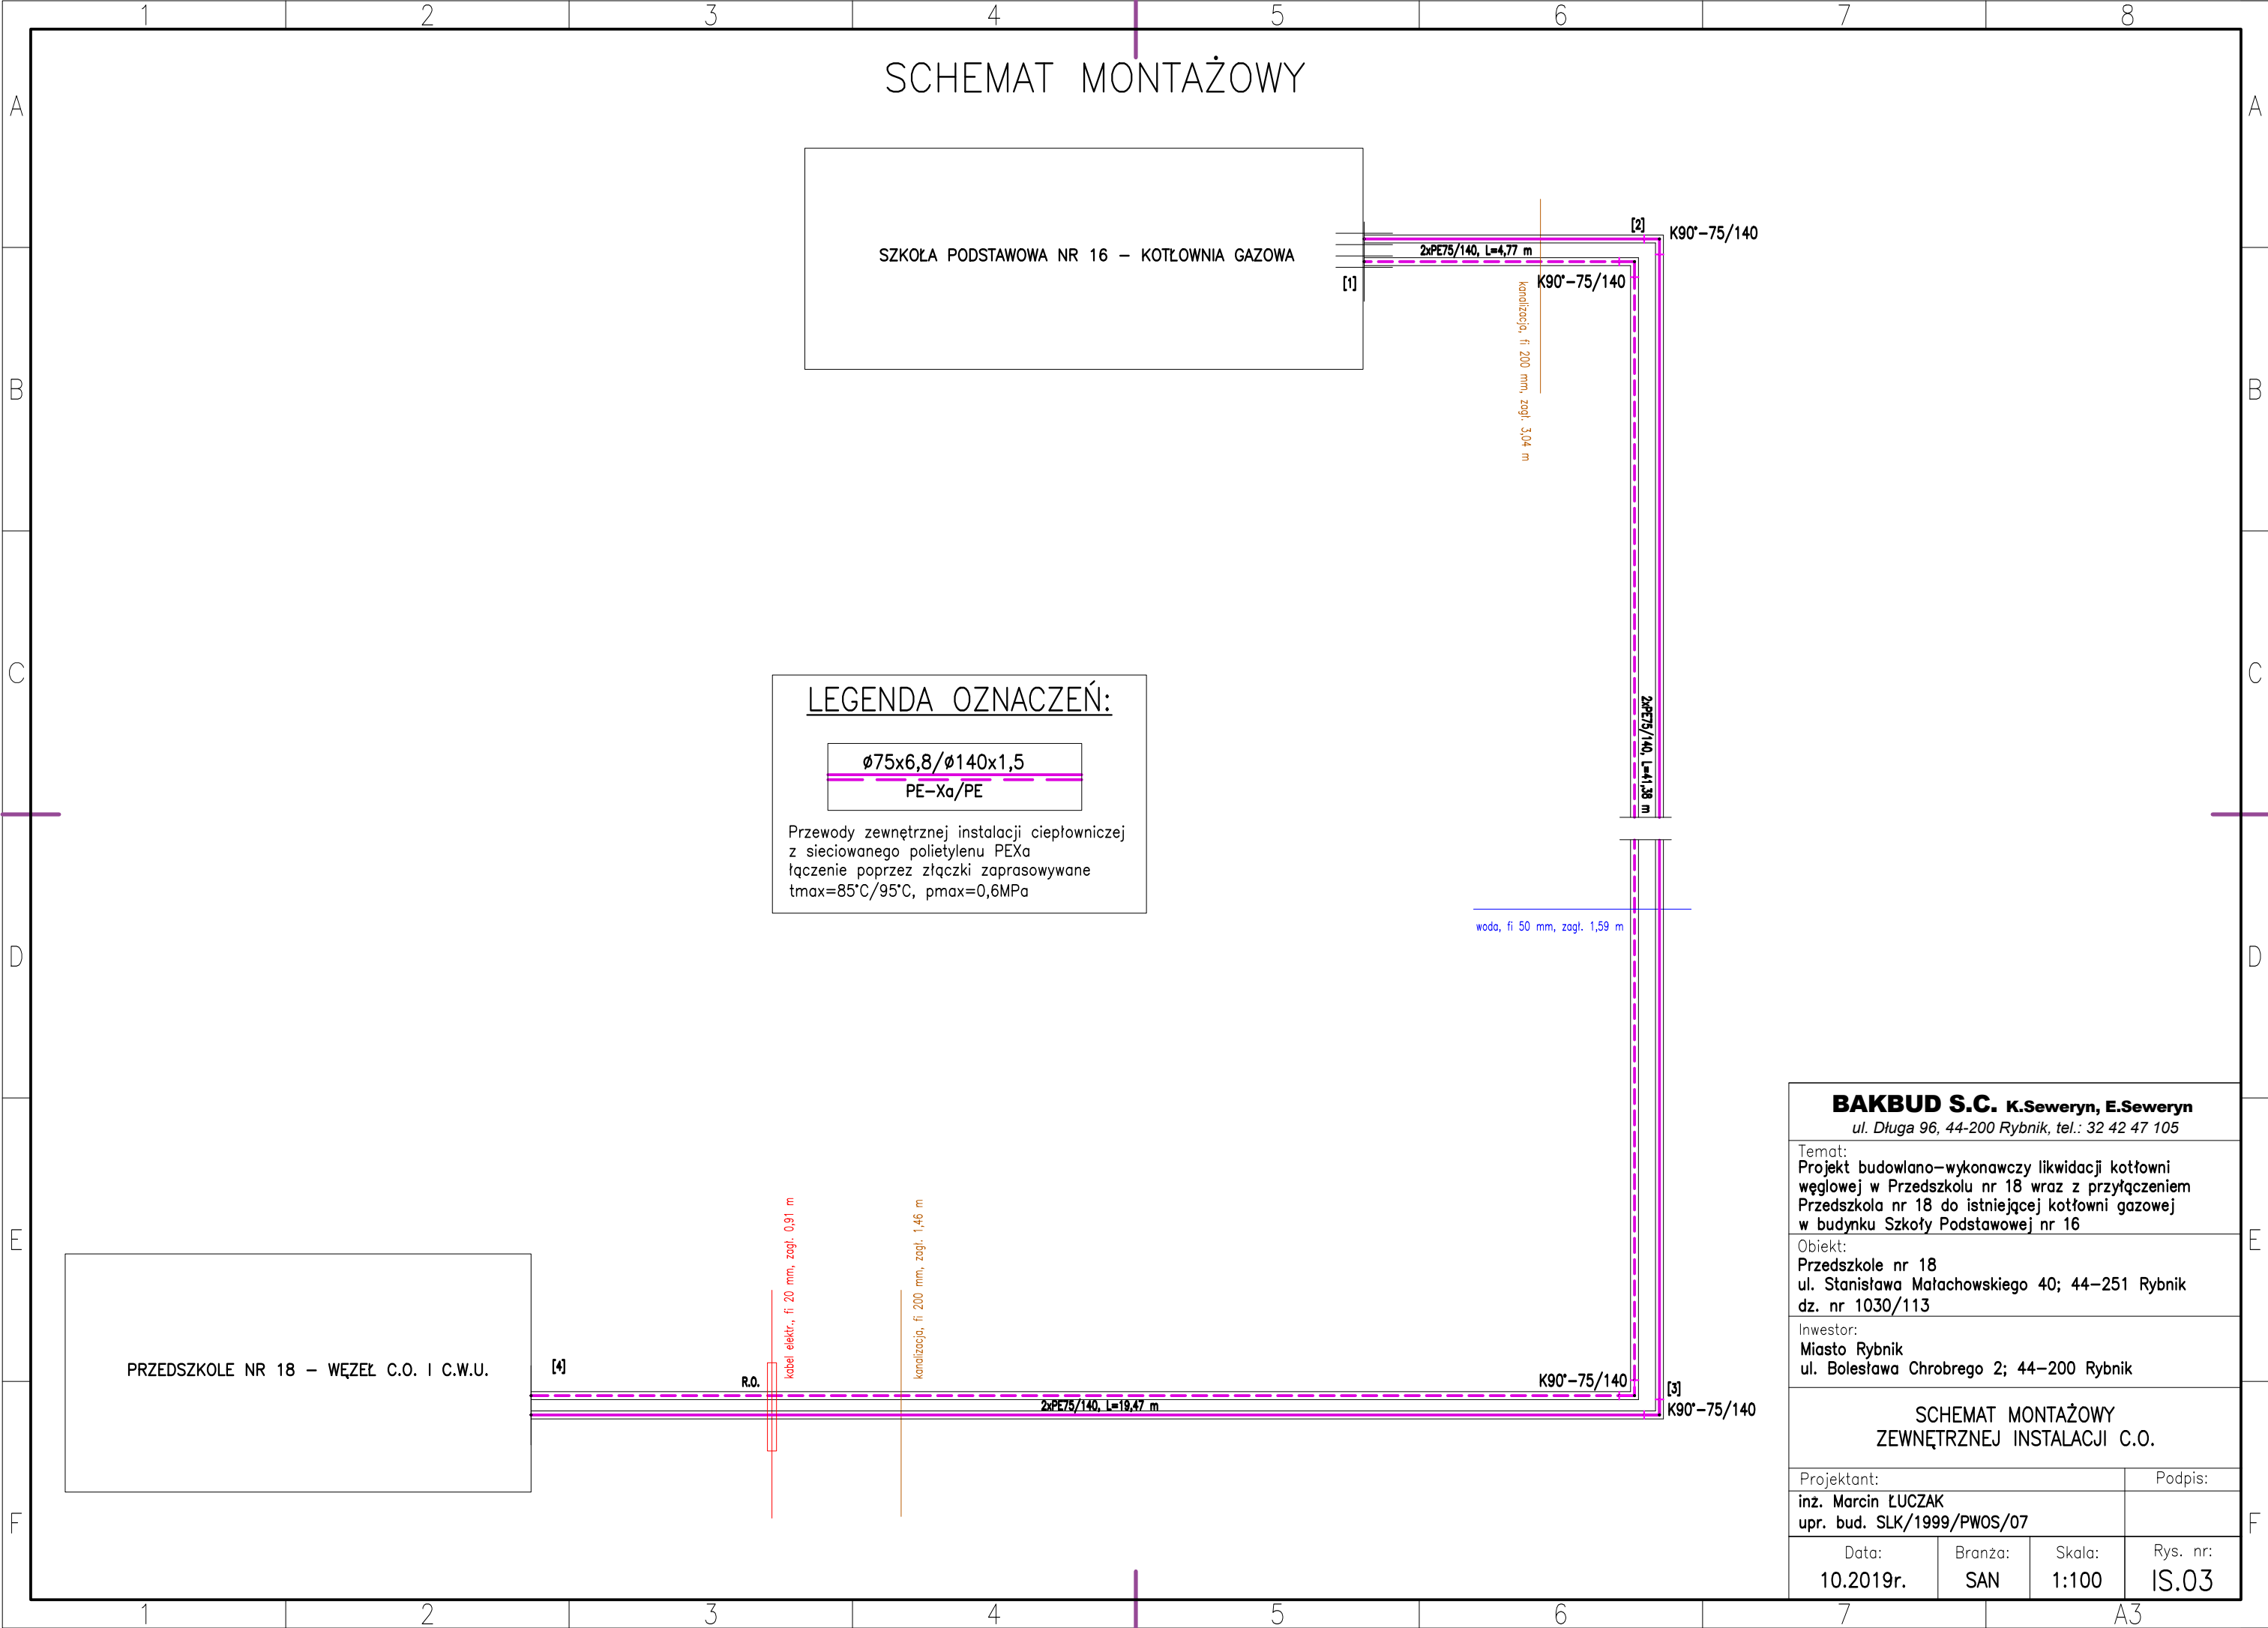 1 2 3 4 5 6 7 8
SCHEMAT MONTAŻOWY
A A
B B
C C
D D
E E
F F
SZKOŁA PODSTAWOWA NR 16 – KOTŁOWNIA GAZOWA
[1]
[2]
K90°–75/140
2xPE75/140, L=4,77 m
K90°–75/140
kanalizacja, fi 200 mm, zagł. 3,04 m
2xPE75/140, L=41,38 m
LEGENDA OZNACZEŃ:
ø75x6,8/ø140x1,5
PE–Xa/PE
Przewody zewnętrznej instalacji ciepłowniczej
z sieciowanego polietylenu PEXa
łączenie poprzez złączki zaprasowywane
tmax=85°C/95°C, pmax=0,6MPa
woda, fi 50 mm, zagł. 1,59 m
kabel elektr., fi 20 mm, zagł. 0,91 m
kanalizacja, fi 200 mm, zagł. 1,46 m
PRZEDSZKOLE NR 18 – WĘZEŁ C.O. I C.W.U.
[4]
R.O.
2xPE75/140, L=19,47 m
K90°–75/140
[3]
K90°–75/140
BAKBUD S.C. K.Seweryn, E.Seweryn
ul. Długa 96, 44-200 Rybnik, tel.: 32 42 47 105
Temat:
Projekt budowlano–wykonawczy likwidacji kotłowni
węglowej w Przedszkolu nr 18 wraz z przyłączeniem
Przedszkola nr 18 do istniejącej kotłowni gazowej
w budynku Szkoły Podstawowej nr 16
Obiekt:
Przedszkole nr 18
ul. Stanisława Małachowskiego 40; 44–251 Rybnik
dz. nr 1030/113
Inwestor:
Miasto Rybnik
ul. Bolesława Chrobrego 2; 44–200 Rybnik
SCHEMAT MONTAŻOWY
ZEWNĘTRZNEJ INSTALACJI C.O.
Projektant: Podpis:
inż. Marcin ŁUCZAK
upr. bud. SLK/1999/PWOS/07
Data: Branża: Skala: Rys. nr:
10.2019r. SAN 1:100 IS.03
1 2 3 4 5 6 7 A3